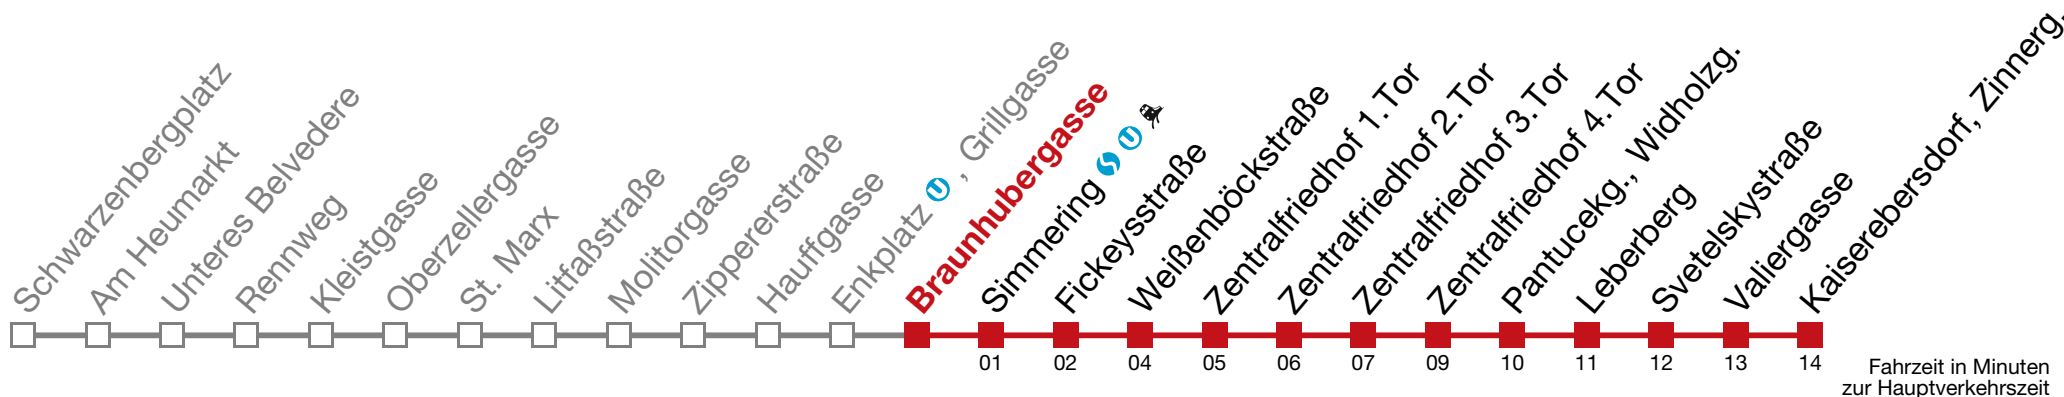 Schwarzenbergplatz
Am Heumarkt
Unteres Belvedere
Rennweg
Kleistgasse
Oberzellergasse
St. Marx
Litfaßstraße
Molitorgasse
Zippererstraße
Hauffgasse
Enkplatz U , Grillgasse
Braunhubergasse
Simmering S U
Fickeysstraße
Weißenböckstraße
Zentralfriedhof 1.Tor
Zentralfriedhof 2.Tor
Zentralfriedhof 3.Tor
Zentralfriedhof 4.Tor
Pantucekg., Widholzg.
Leberberg
Svetelskystraße
Valiergasse
Kaiserebersdorf, Zinnerg.
01 02 04 05 06 07 09 10 11 12 13 14
Fahrzeit in Minuten
zur Hauptverkehrszeit